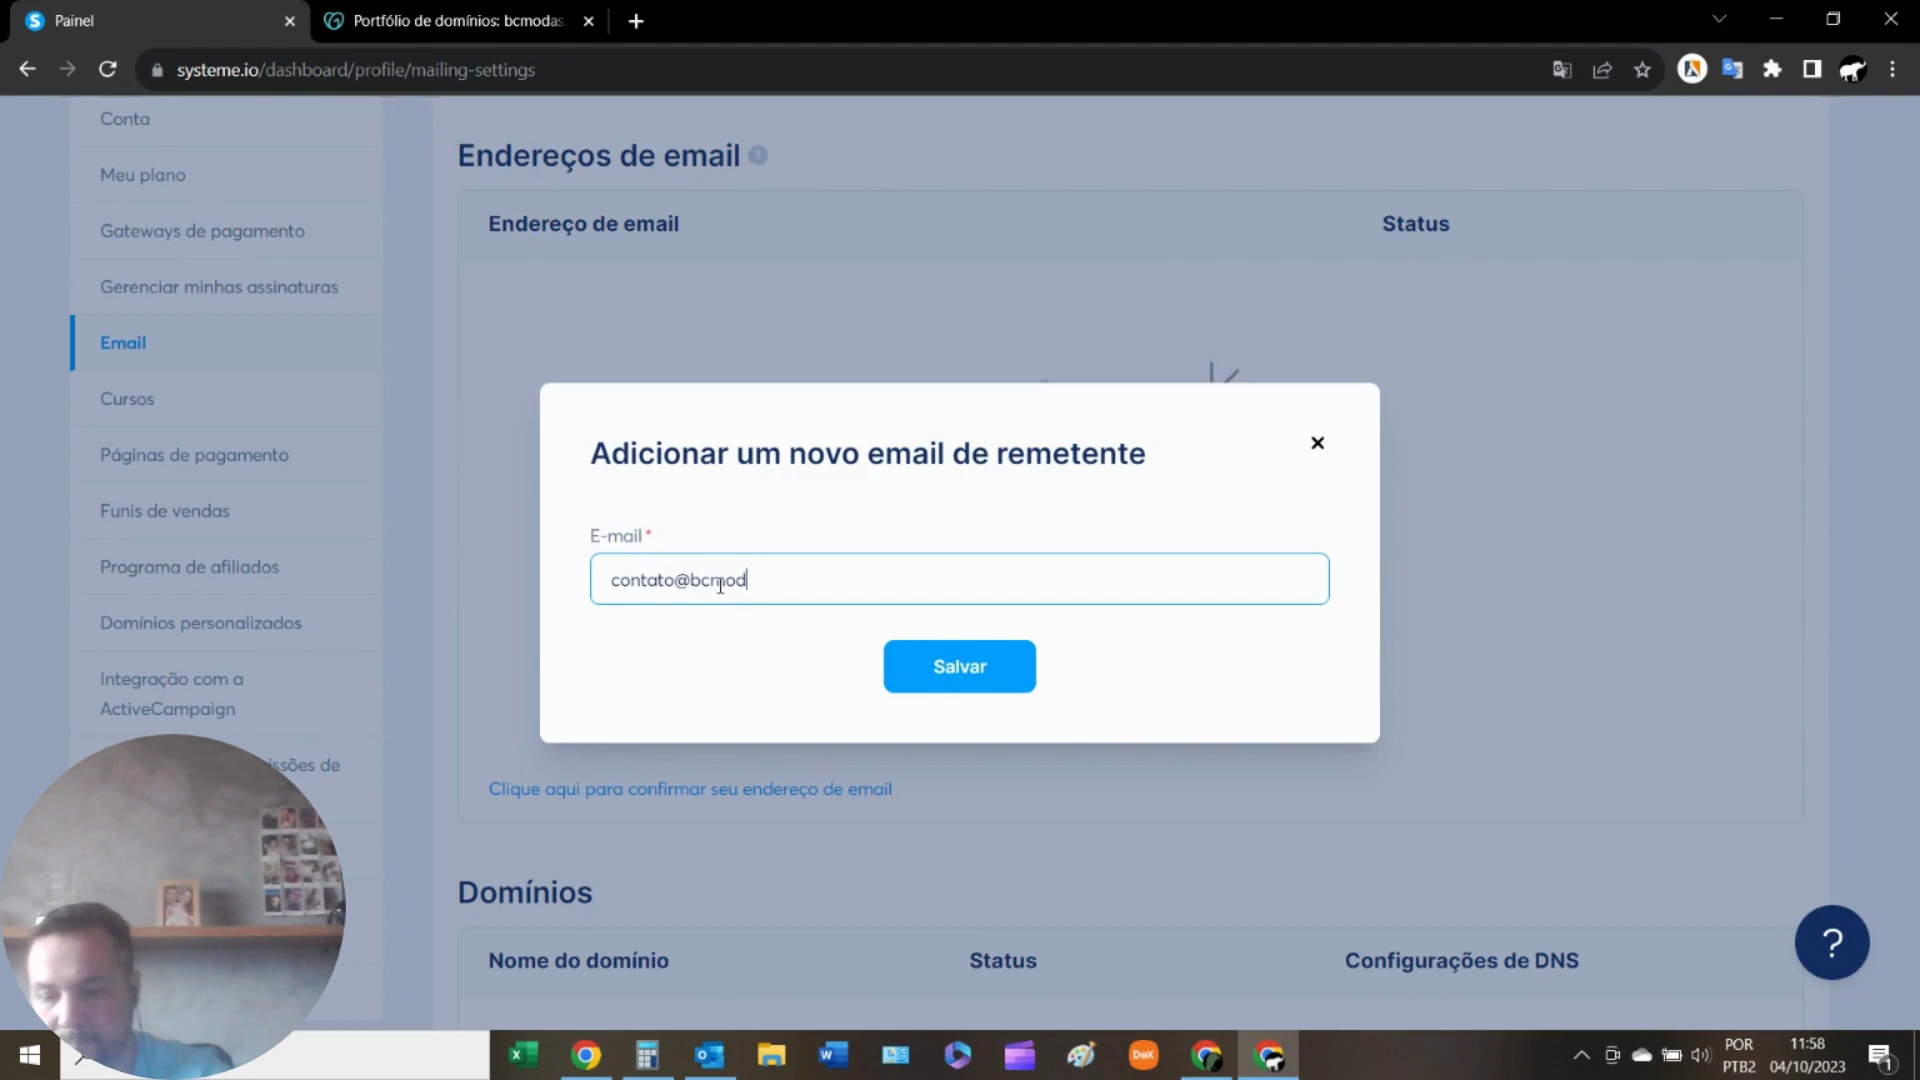 Painel
Portfólio de domínios: bcmodas.
systeme.io/dashboard/profile/mailing-settings
Conta
Meu plano
Gateways de pagamento
Gerenciar minhas assinaturas
Email
Cursos
Páginas de pagamento
Funis de vendas
Programa de afiliados
Domínios personalizados
Integração com a
ActiveCampaign
issões de
Endereços de email ?
Endereço de email Status
Adicionar um novo email de remetente
E-mail *
contato@bcmod
Salvar
Clique aqui para confirmar seu endereço de email
Domínios
Nome do domínio Status Configurações de DNS
?
DeX
POR
PTB2
11:58
04/10/2023
1